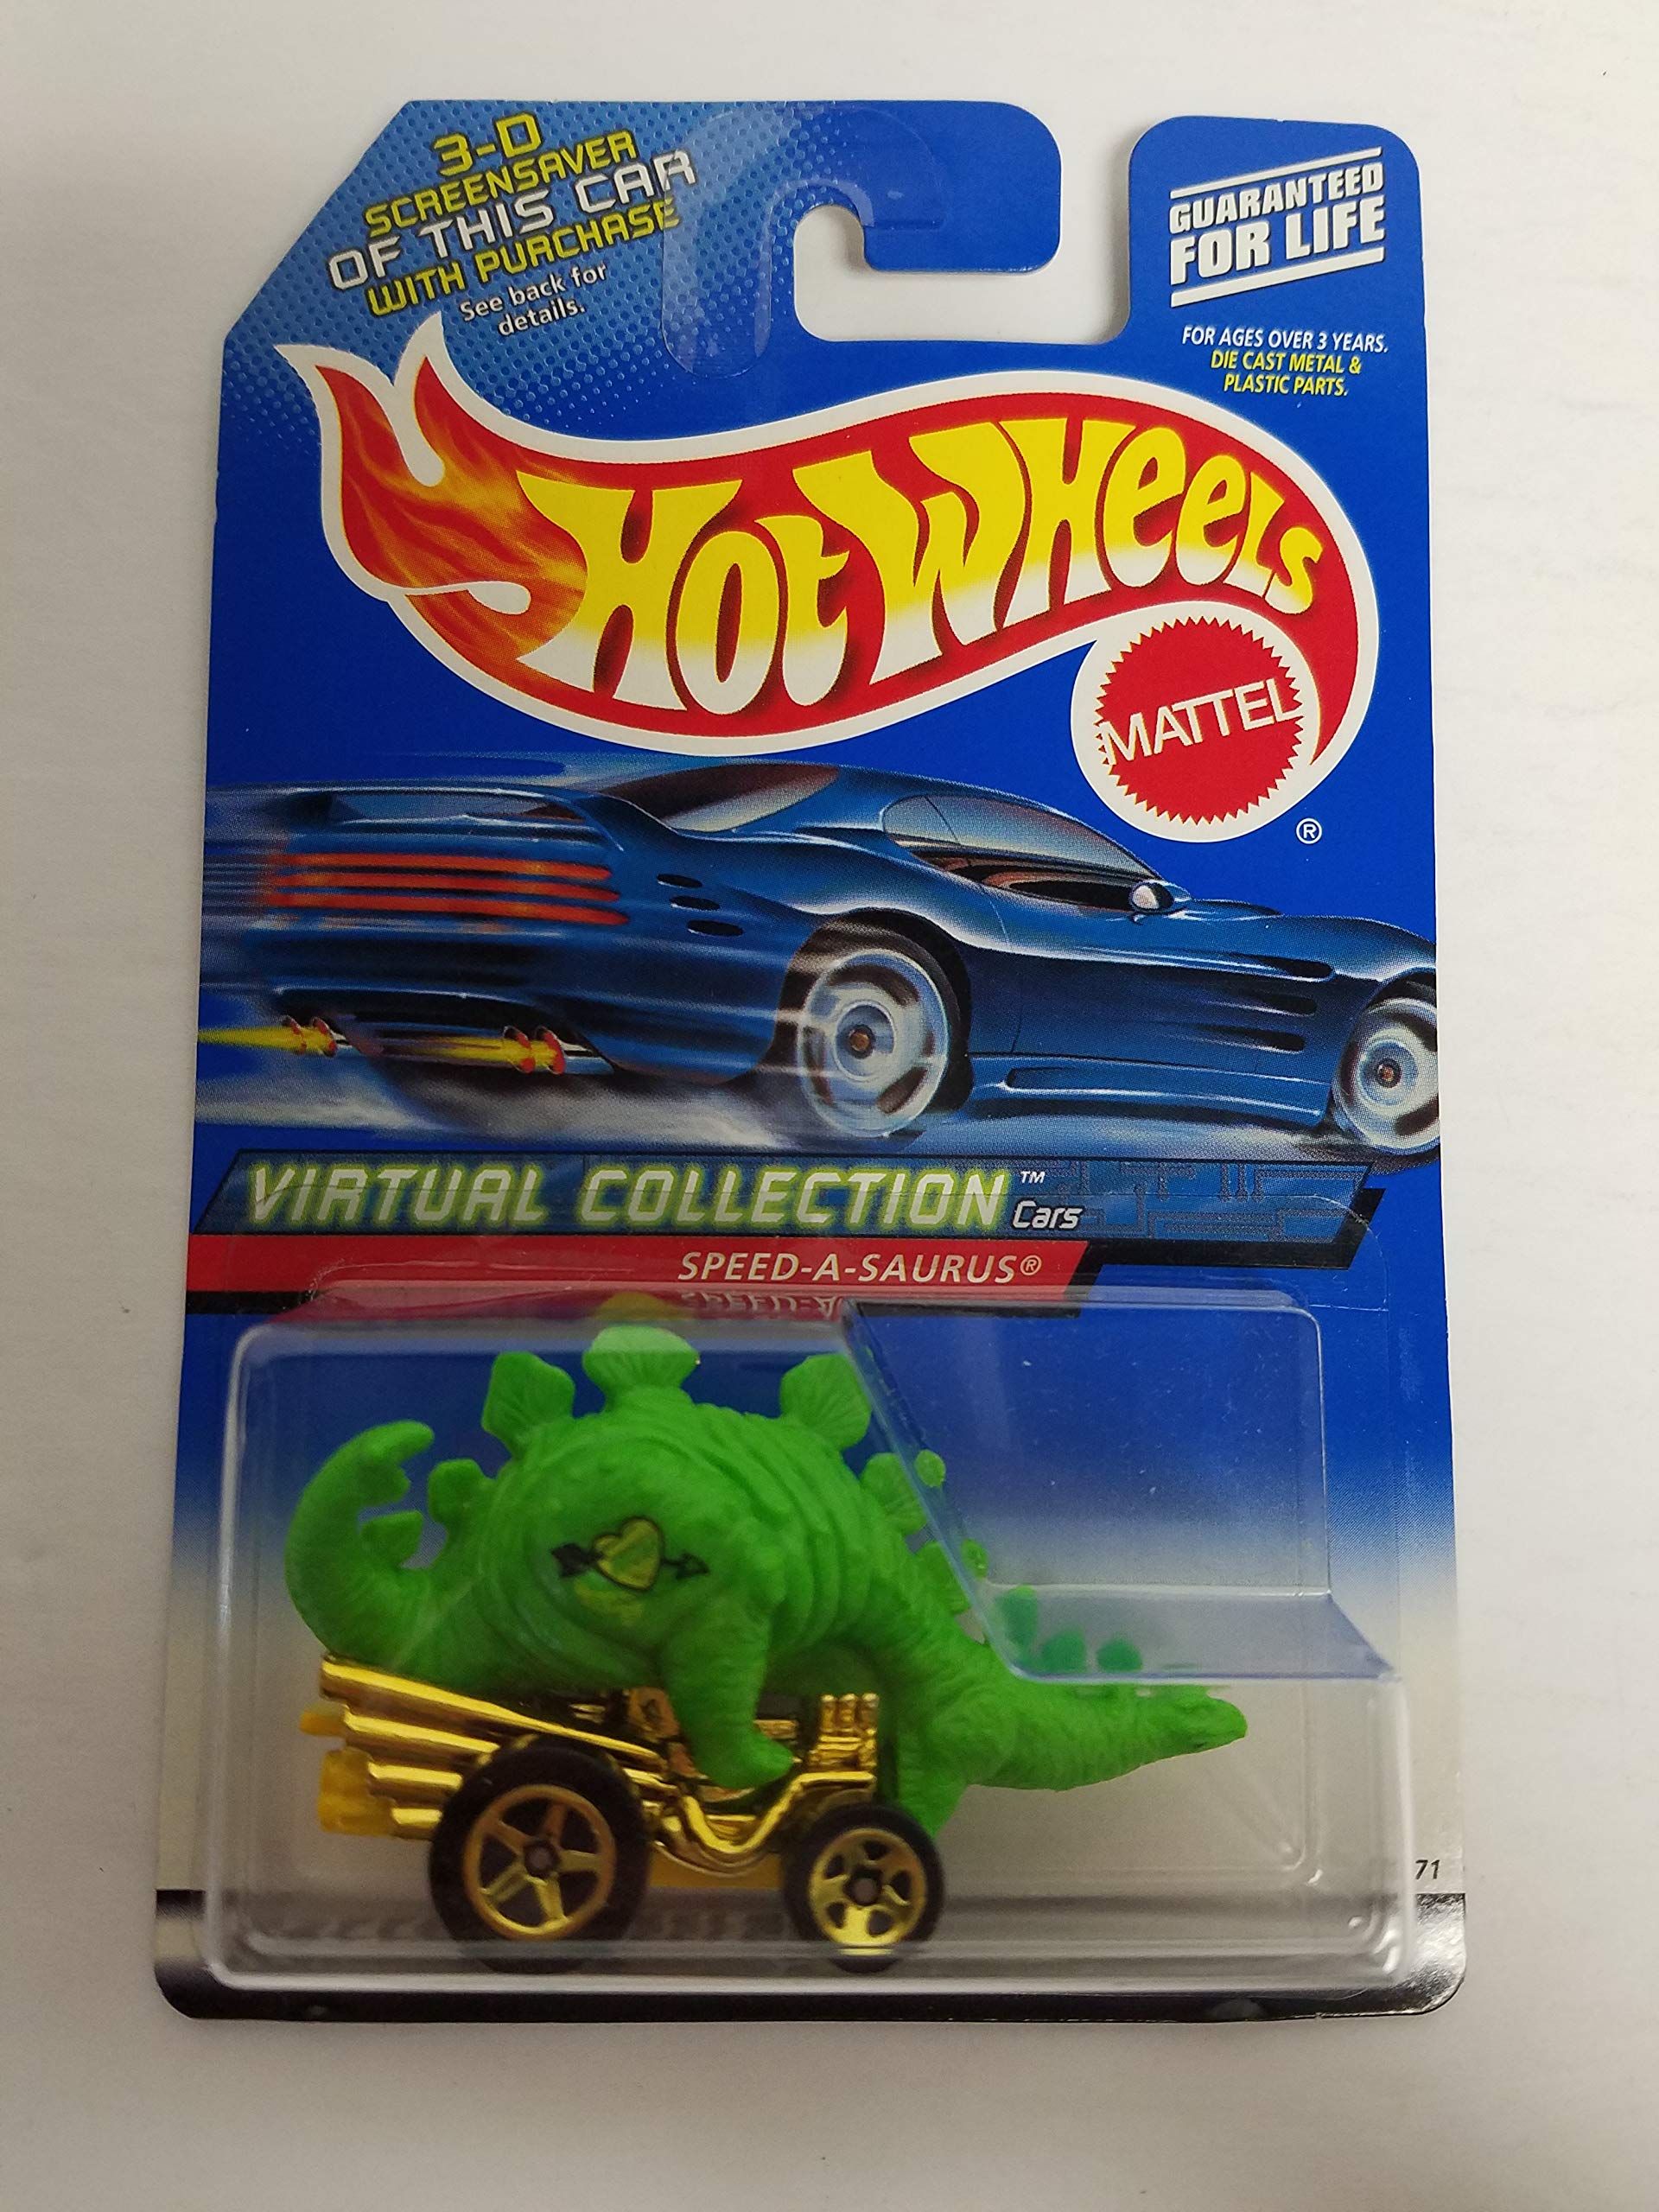 3-D
SCREENSAVER
OF THIS CAR
WITH PURCHASE
See back for
details.
GUARANTEED
FOR LIFE
FOR AGES OVER 3 YEARS.
DIE CAST METAL &
PLASTIC PARTS.
HOT WHEELS
MATTEL
®
VIRTUAL COLLECTION™
Cars
SPEED-A-SAURUS®
71